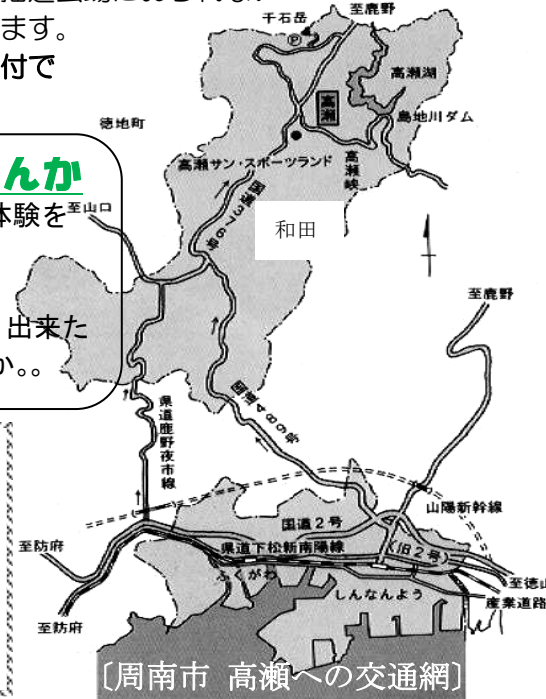 ます。
付で
んか
体験を
出来た
か。。
至鹿野
千石岳
P
高瀬湖
高瀬
島地川ダム
徳地町
高瀬サン・スポーツランド
高瀬峡
至山口
国道376号
和田
至鹿野
国道489号
県道鹿野夜市線
山陽新幹線
国道2号
至防府
県道下松新南陽線
(旧2号)
ふくがわ
至徳山
しんなんよう
産業道路
至防府
〔周南市 高瀬への交通網〕